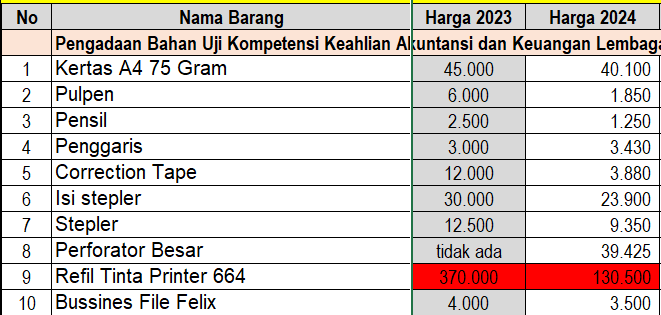 No Nama Barang Harga 2023 Harga 2024
Pengadaan Bahan Uji Kompetensi Keahlian Akuntansi dan Keuangan Lembaga
1 Kertas A4 75 Gram 45.000 40.100
2 Pulpen 6.000 1.850
3 Pensil 2.500 1.250
4 Penggaris 3.000 3.430
5 Correction Tape 12.000 3.880
6 Isi stepler 30.000 23.900
7 Stepler 12.500 9.350
8 Perforator Besar tidak ada 39.425
9 Refil Tinta Printer 664 370.000 130.500
10 Bussines File Felix 4.000 3.500